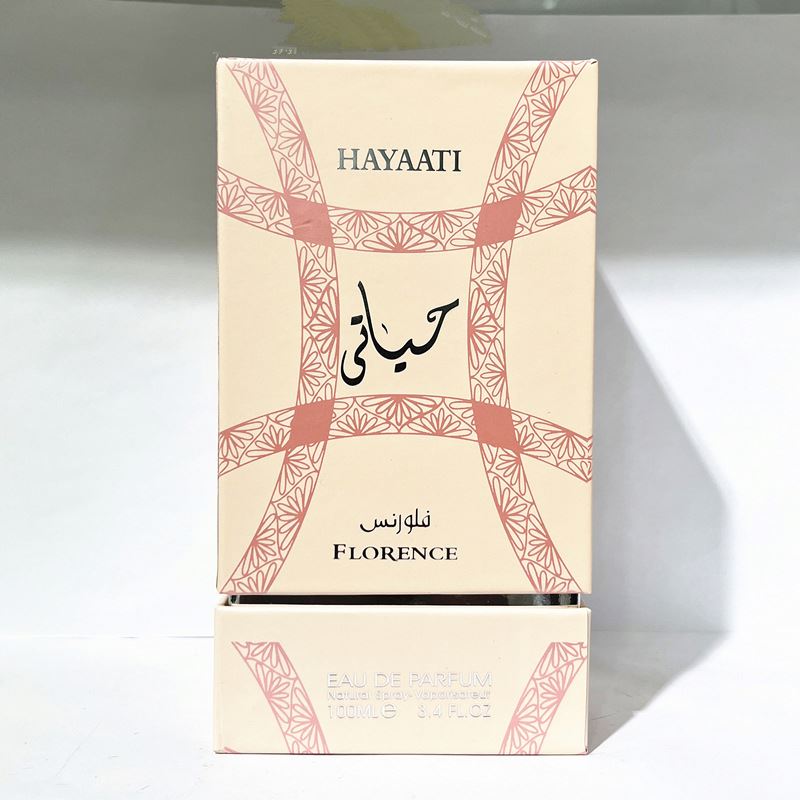 HAYAATI
حياتي
فلورنس
FLORENCE
EAU DE PARFUM
Natural Spray-Vaporisateur
100ML℮ 3.4 FL.OZ